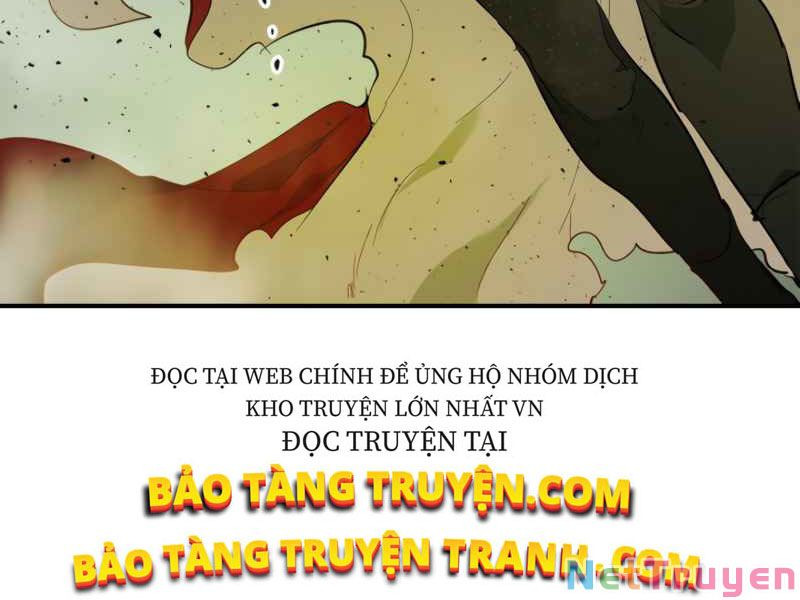 ĐỌC TẠI WEB CHÍNH ĐỂ ỦNG HỘ NHÓM DỊCH
KHO TRUYỆN LỚN NHẤT VN
ĐỌC TRUYỆN TẠI
BẢO TÀNG TRUYỆN.COM
BẢO TÀNG TRUYỆN TRANH.COM
NetTruyen